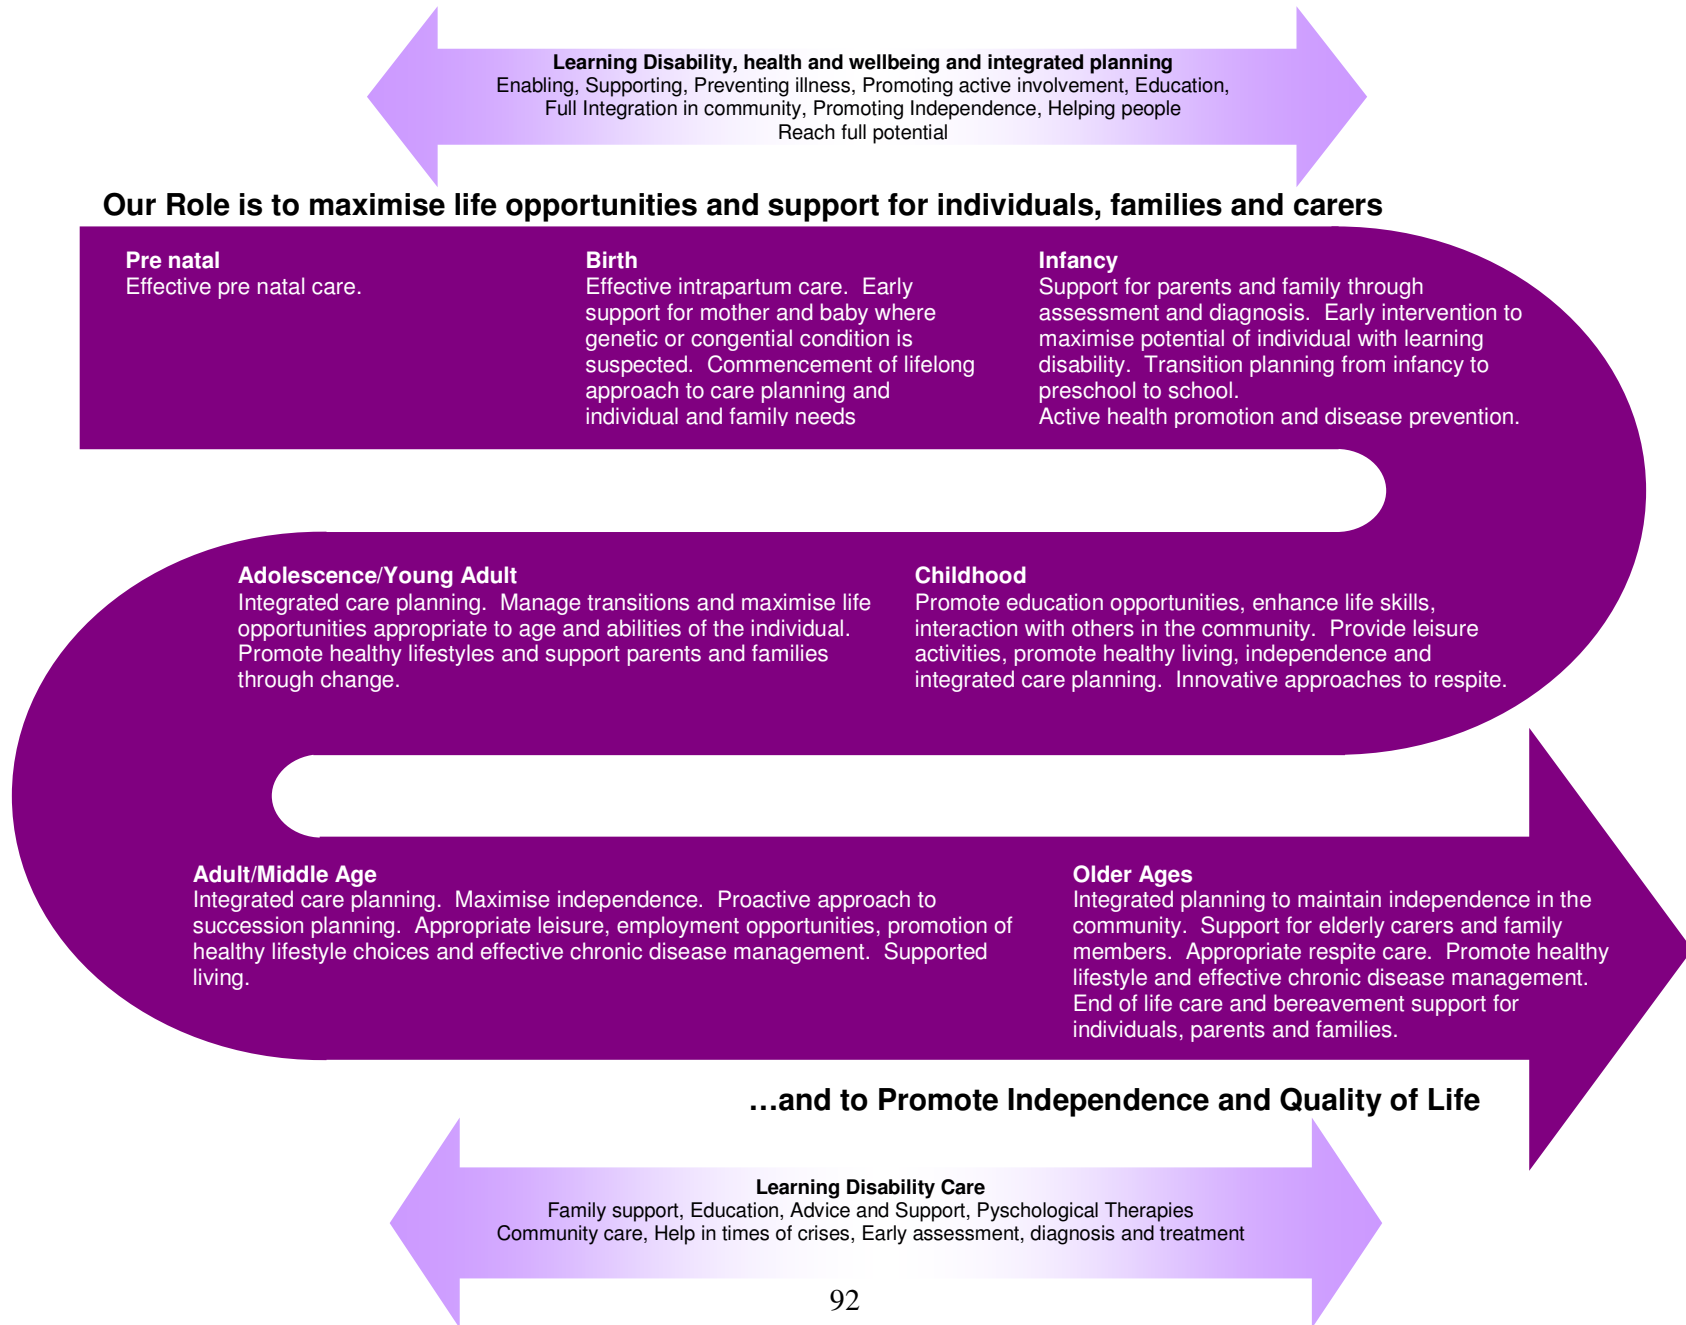 Learning Disability, health and wellbeing and integrated planning
Enabling, Supporting, Preventing illness, Promoting active involvement, Education,
Full Integration in community, Promoting Independence, Helping people
Reach full potential
Our Role is to maximise life opportunities and support for individuals, families and carers
Pre natal
Effective pre natal care.
Birth
Effective intrapartum care. Early
support for mother and baby where
genetic or congential condition is
suspected. Commencement of lifelong
approach to care planning and
individual and family needs
Infancy
Support for parents and family through
assessment and diagnosis. Early intervention to
maximise potential of individual with learning
disability. Transition planning from infancy to
preschool to school.
Active health promotion and disease prevention.
Childhood
Promote education opportunities, enhance life skills,
interaction with others in the community. Provide leisure
activities, promote healthy living, independence and
integrated care planning. Innovative approaches to respite.
Adolescence/Young Adult
Integrated care planning. Manage transitions and maximise life
opportunities appropriate to age and abilities of the individual.
Promote healthy lifestyles and support parents and families
through change.
Adult/Middle Age
Integrated care planning. Maximise independence. Proactive approach to
succession planning. Appropriate leisure, employment opportunities, promotion of
healthy lifestyle choices and effective chronic disease management. Supported
living.
Older Ages
Integrated planning to maintain independence in the
community. Support for elderly carers and family
members. Appropriate respite care. Promote healthy
lifestyle and effective chronic disease management.
End of life care and bereavement support for
individuals, parents and families.
…and to Promote Independence and Quality of Life
Learning Disability Care
Family support, Education, Advice and Support, Pyschological Therapies
Community care, Help in times of crises, Early assessment, diagnosis and treatment
92